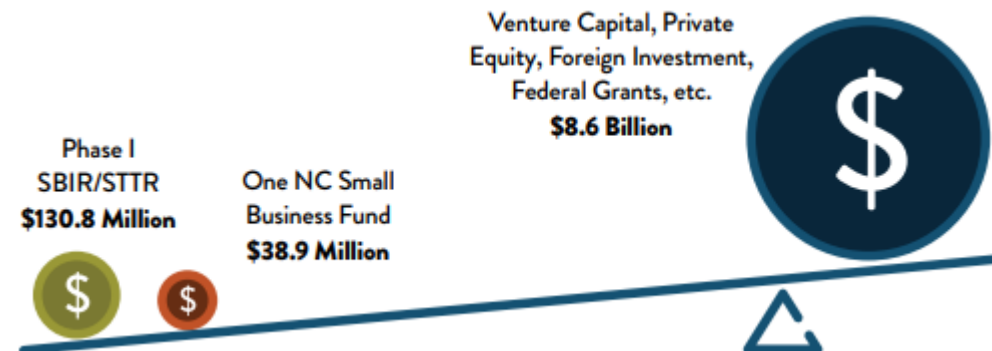 Venture Capital, Private
Equity, Foreign Investment,
Federal Grants, etc.
$8.6 Billion
$
Phase I
SBIR/STTR
$130.8 Million
One NC Small
Business Fund
$38.9 Million
$
$